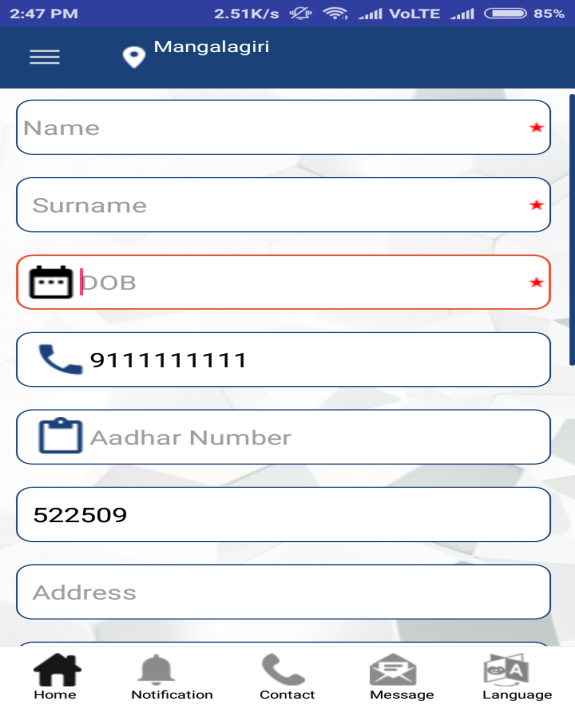 2:47 PM 2.51K/s VoLTE 85%
Mangalagiri
Name
Surname
DOB
9111111111
Aadhar Number
522509
Address
Home Notification Contact Message Language